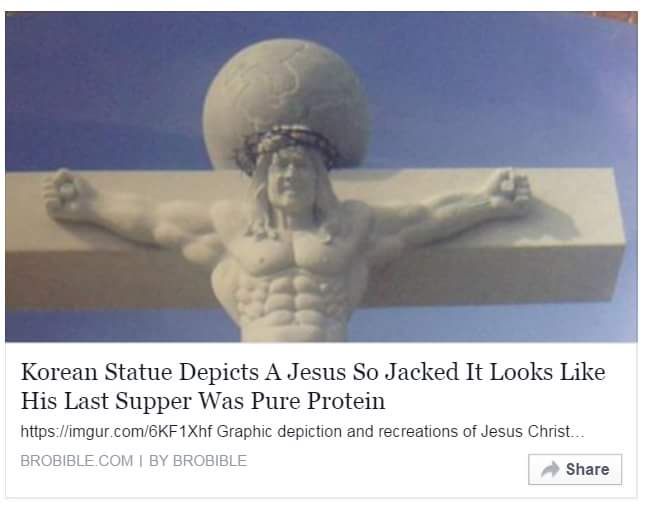 Korean Statue Depicts A Jesus So Jacked It Looks Like
His Last Supper Was Pure Protein
https://imgur.com/6KF1Xhf Graphic depiction and recreations of Jesus Christ...
BROBIBLE.COM | BY BROBIBLE
Share